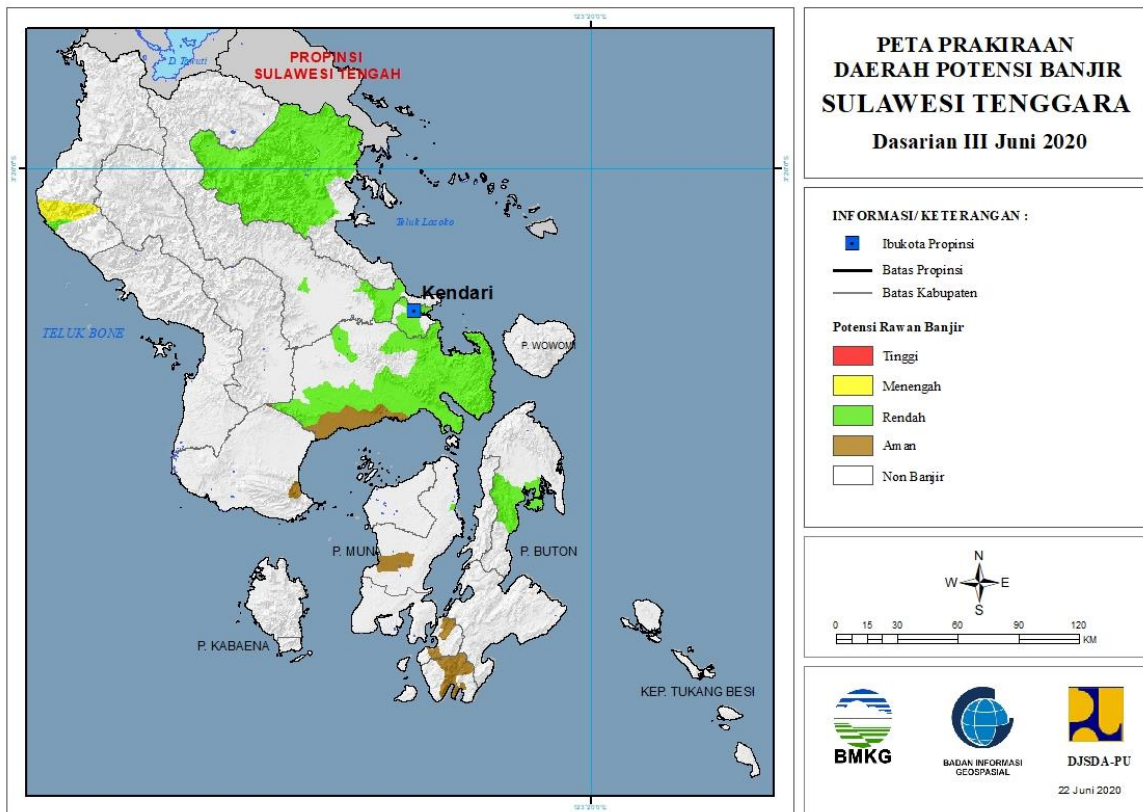 PETA PRAKIRAAN
DAERAH POTENSI BANJIR
SULAWESI TENGGARA
Dasarian III Juni 2020
INFORMASI/ KETERANGAN :
Ibukota Propinsi
Batas Propinsi
Batas Kabupaten
Potensi Rawan Banjir
Tinggi
Menengah
Rendah
Aman
Non Banjir
N
W E
S
0 15 30 60 90 120
KM
BMKG
BADAN INFORMASI
GEOSPASIAL
DJSDA-PU
22 Juni 2020
PROPINSI
SULAWESI TENGAH
Teluk Lasoko
Kendari
TELUK BONE
P. WOWONI
P. MUNA
P. BUTON
P. KABAENA
KEP. TUKANG BESI